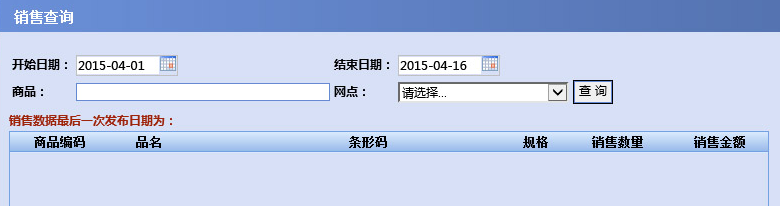 销售查询
开始日期： 2015-04-01 结束日期： 2015-04-16
商品： 网点： 请选择... 查 询
销售数据最后一次发布日期为：
商品编码 品名 条形码 规格 销售数量 销售金额